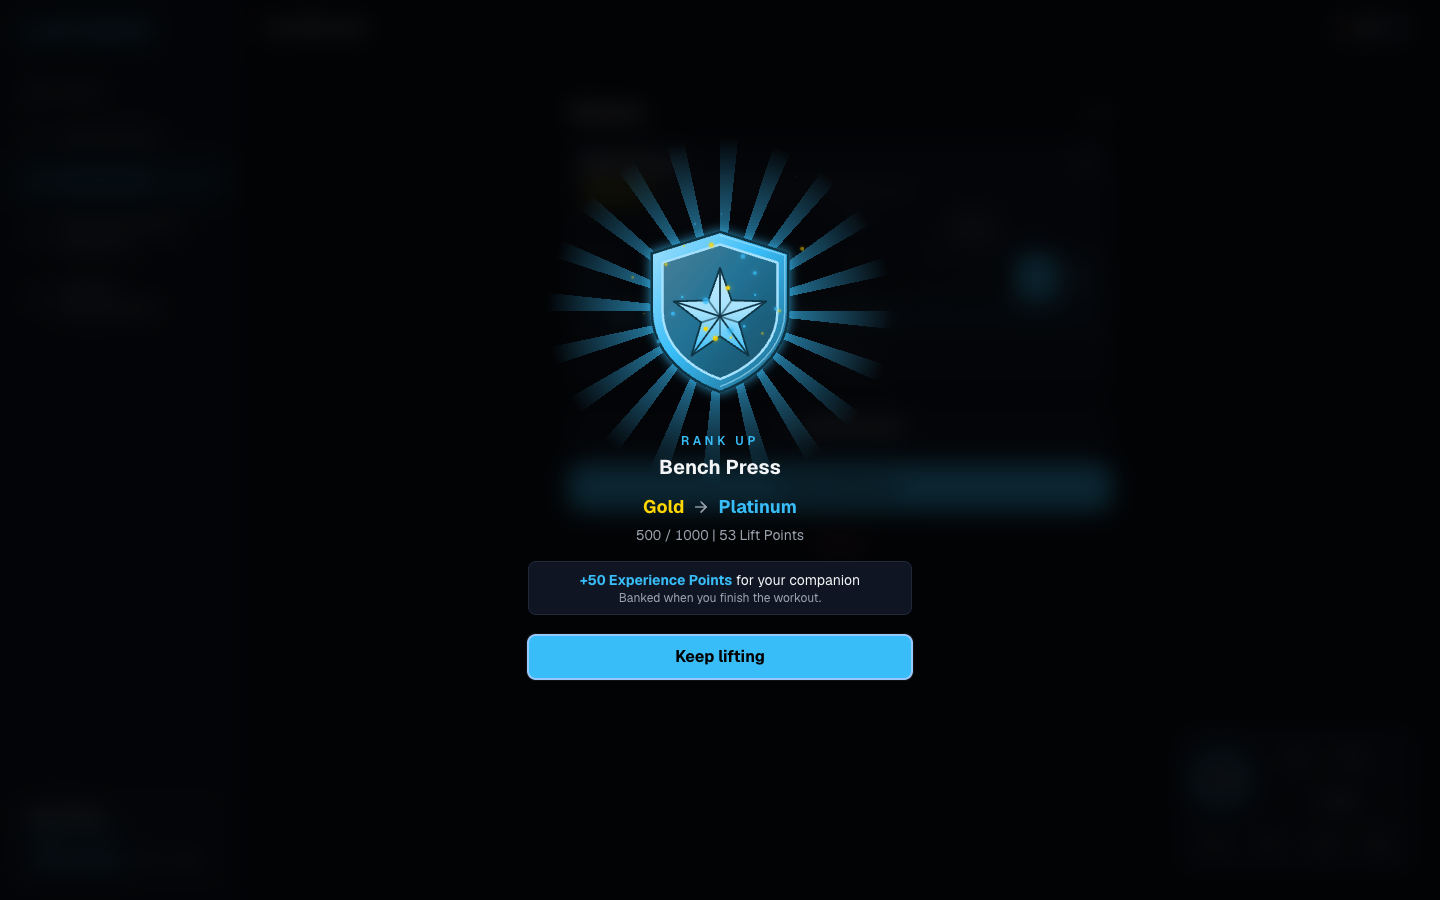 RANK UP
Bench Press
Gold → Platinum
500 / 1000 | 53 Lift Points
+50 Experience Points for your companion
Banked when you finish the workout.
Keep lifting